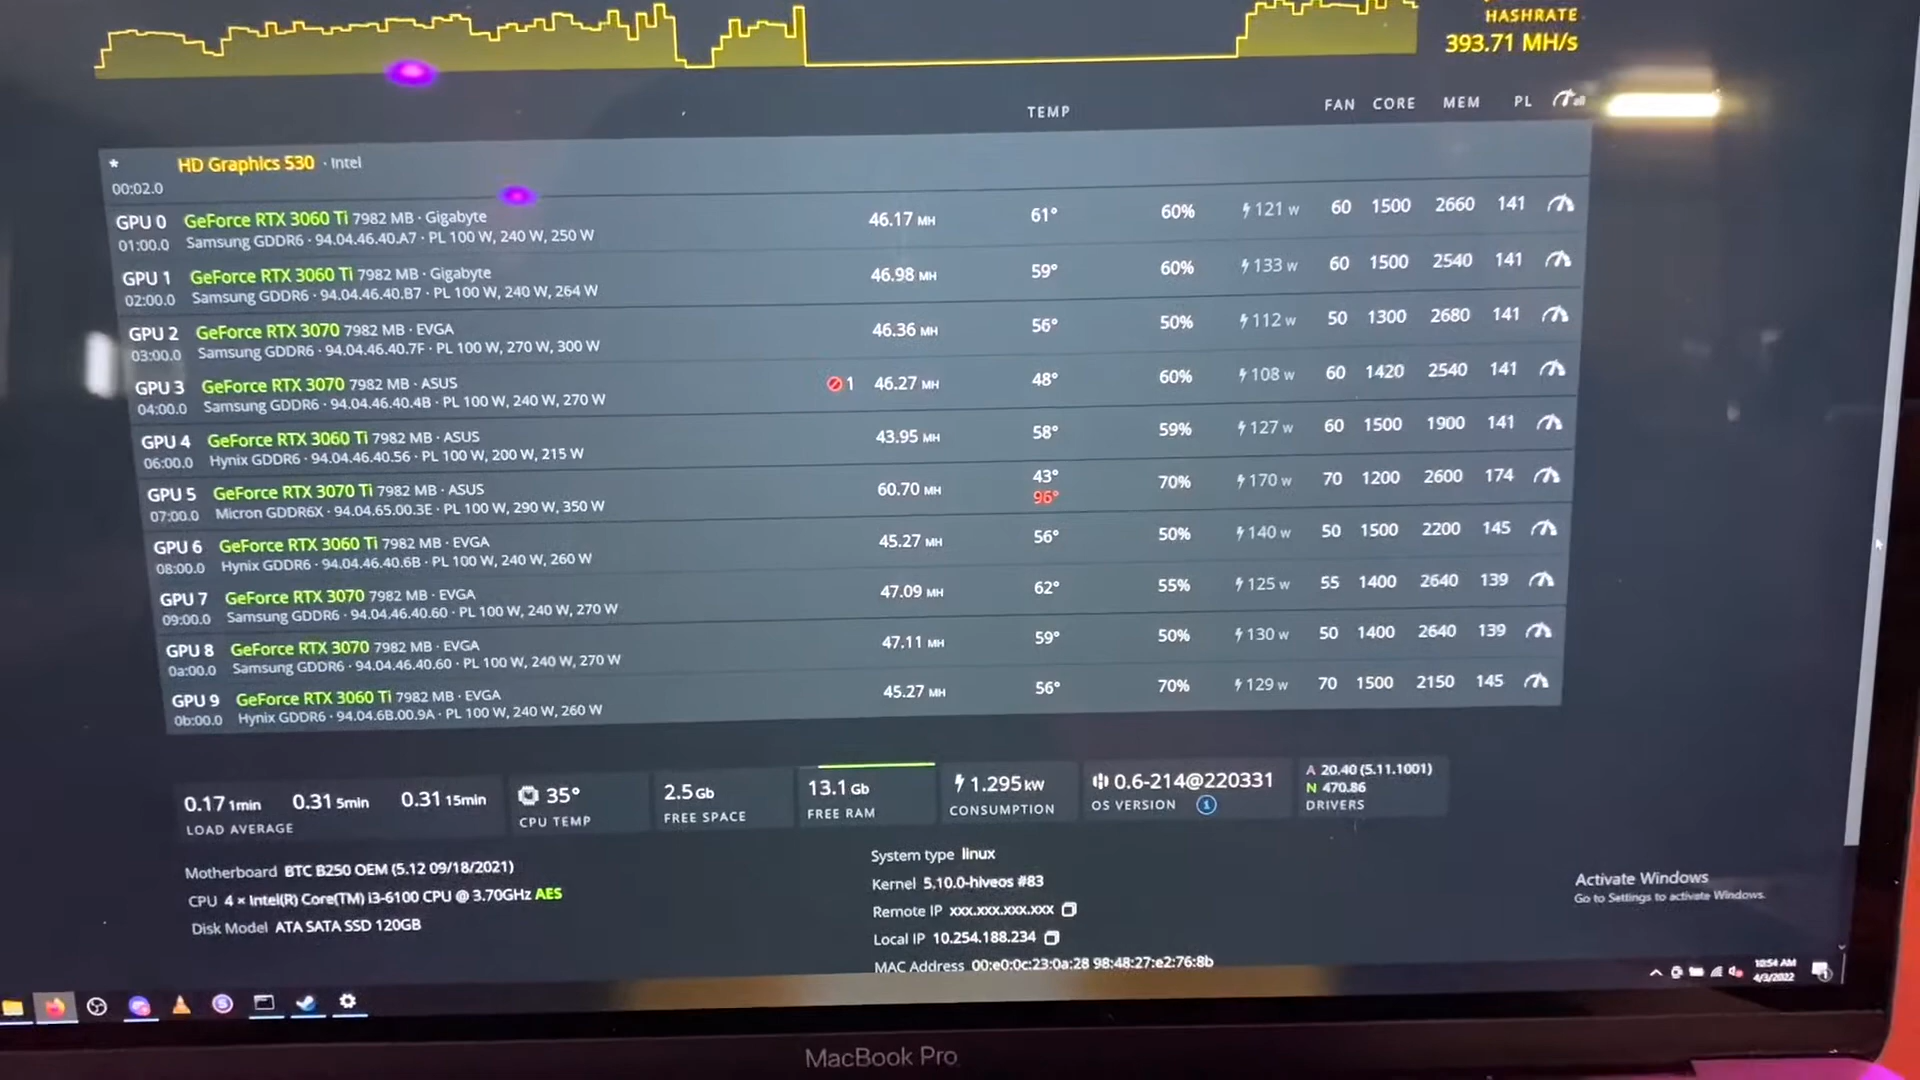 HASHRATE
393.71 MH/s
TEMP FAN CORE MEM PL all
* HD Graphics 530 · Intel
00:02.0
GPU 0 GeForce RTX 3060 Ti 7982 MB · Gigabyte 46.17 MH 61° 60% 121 W 60 1500 2660 141
01:00.0 Samsung GDDR6 · 94.04.46.40.A7 · PL 100 W, 240 W, 250 W
GPU 1 GeForce RTX 3060 Ti 7982 MB · Gigabyte 46.98 MH 59° 60% 133 W 60 1500 2540 141
02:00.0 Samsung GDDR6 · 94.04.46.40.B7 · PL 100 W, 240 W, 264 W
GPU 2 GeForce RTX 3070 7982 MB · EVGA 46.36 MH 56° 50% 112 W 50 1300 2680 141
03:00.0 Samsung GDDR6 · 94.04.46.40.7F · PL 100 W, 270 W, 300 W
GPU 3 GeForce RTX 3070 7982 MB · ASUS 1 46.27 MH 48° 60% 108 W 60 1420 2540 141
04:00.0 Samsung GDDR6 · 94.04.46.40.4B · PL 100 W, 240 W, 270 W
GPU 4 GeForce RTX 3060 Ti 7982 MB · ASUS 43.95 MH 58° 59% 127 W 60 1500 1900 141
06:00.0 Hynix GDDR6 · 94.04.46.40.56 · PL 100 W, 200 W, 215 W
GPU 5 GeForce RTX 3070 Ti 7982 MB · ASUS 60.70 MH 43° 70% 170 W 70 1200 2600 174
07:00.0 Micron GDDR6X · 94.04.65.00.3E · PL 100 W, 290 W, 350 W 96°
GPU 6 GeForce RTX 3060 Ti 7982 MB · EVGA 45.27 MH 56° 50% 140 W 50 1500 2200 145
08:00.0 Hynix GDDR6 · 94.04.46.40.6B · PL 100 W, 240 W, 260 W
GPU 7 GeForce RTX 3070 7982 MB · EVGA 47.09 MH 62° 55% 125 W 55 1400 2640 139
09:00.0 Samsung GDDR6 · 94.04.46.40.60 · PL 100 W, 240 W, 270 W
GPU 8 GeForce RTX 3070 7982 MB · EVGA 47.11 MH 59° 50% 130 W 50 1400 2640 139
0a:00.0 Samsung GDDR6 · 94.04.46.40.60 · PL 100 W, 240 W, 270 W
GPU 9 GeForce RTX 3060 Ti 7982 MB · EVGA 45.27 MH 56° 70% 129 W 70 1500 2150 145
0b:00.0 Hynix GDDR6 · 94.04.6B.00.9A · PL 100 W, 240 W, 260 W
0.17 1min 0.31 5min 0.31 15min
LOAD AVERAGE
35°
CPU TEMP
2.5 Gb
FREE SPACE
13.1 Gb
FREE RAM
1.295 kW
CONSUMPTION
0.6-214@220331
OS VERSION
A 20.40 (5.11.1001)
N 470.86
DRIVERS
Motherboard BTC B250 OEM (5.12 09/18/2021)
CPU 4 × Intel(R) Core(TM) i3-6100 CPU @ 3.70GHz AES
Disk Model ATA SATA SSD 120GB
System type linux
Kernel 5.10.0-hiveos #83
Remote IP xxx.xxx.xxx.xxx
Local IP 10.254.188.234
MAC Address 00:e0:0c:23:0a:28 98:48:27:e2:76:8b
Activate Windows
Go to Settings to activate Windows.
10:54 AM
4/3/2022
MacBook Pro